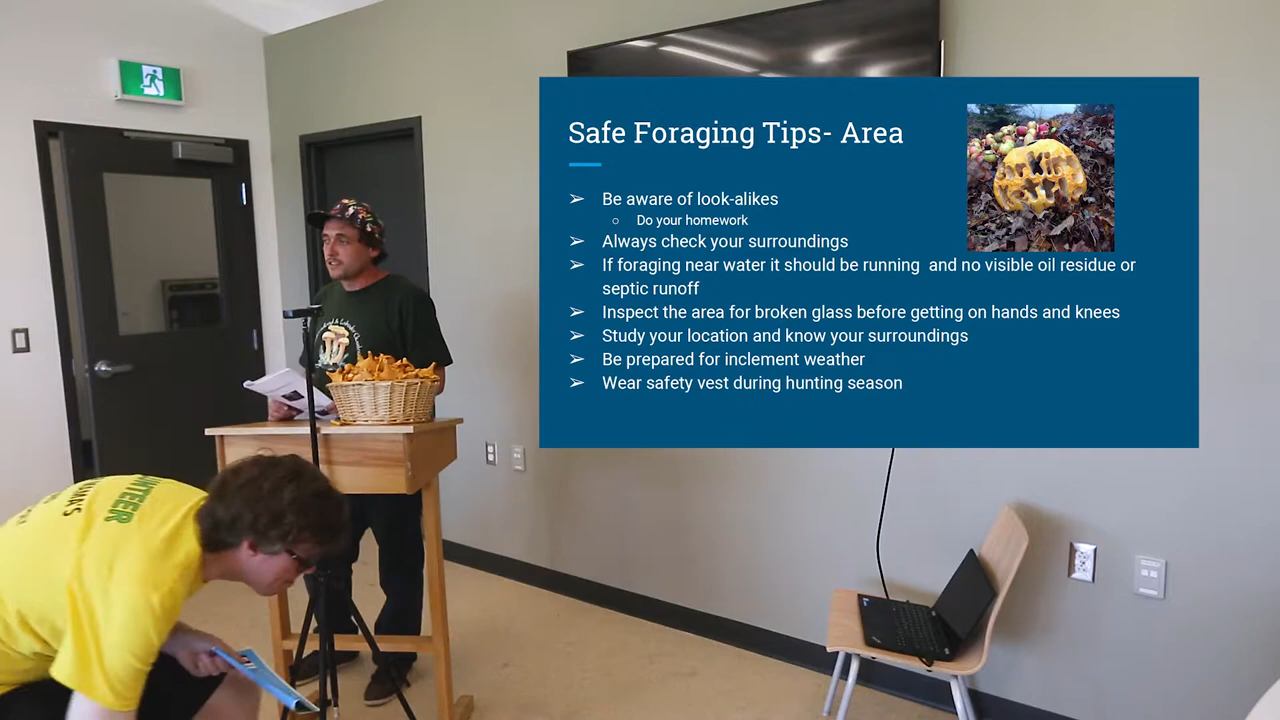 Safe Foraging Tips- Area
➢ Be aware of look-alikes
○ Do your homework
➢ Always check your surroundings
➢ If foraging near water it should be running and no visible oil residue or
septic runoff
➢ Inspect the area for broken glass before getting on hands and knees
➢ Study your location and know your surroundings
➢ Be prepared for inclement weather
➢ Wear safety vest during hunting season